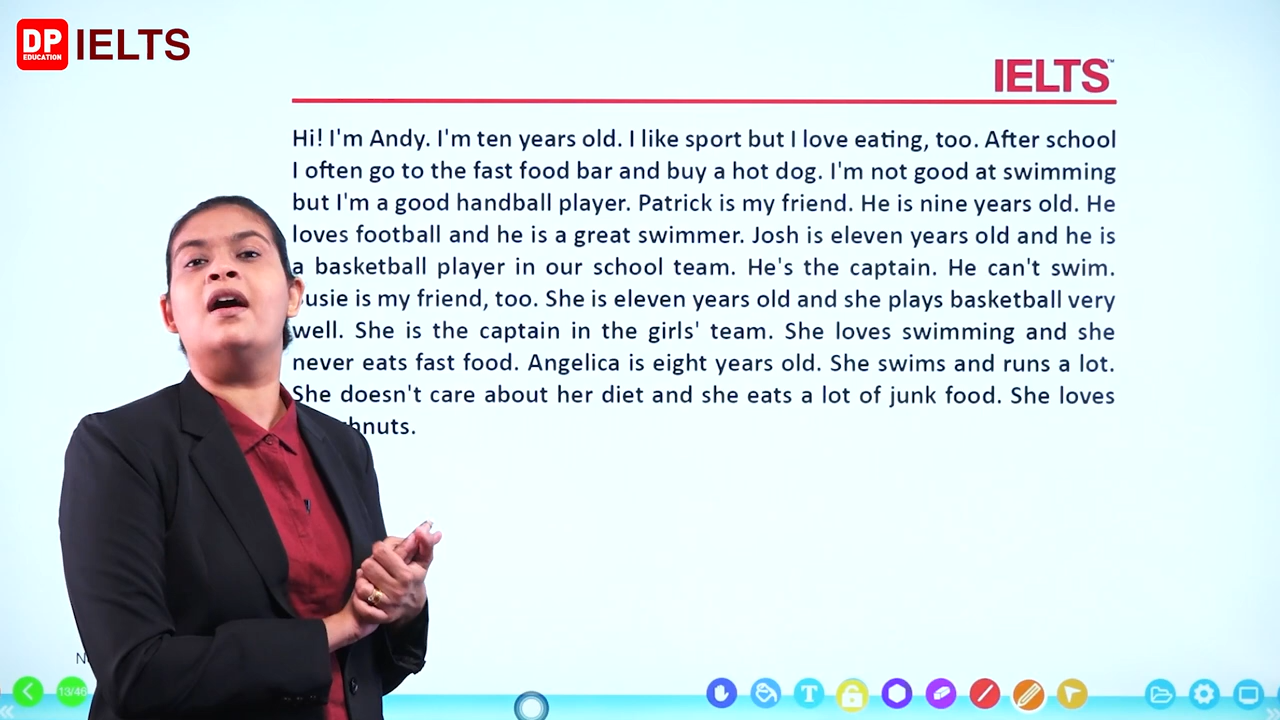 DP
EDUCATION
IELTS
IELTS™
Hi! I'm Andy. I'm ten years old. I like sport but I love eating, too. After school
I often go to the fast food bar and buy a hot dog. I'm not good at swimming
but I'm a good handball player. Patrick is my friend. He is nine years old. He
loves football and he is a great swimmer. Josh is eleven years old and he is
a basketball player in our school team. He's the captain. He can't swim.
is my friend, too. She is eleven years old and she plays basketball very
well. She is the captain in the girls' team. She loves swimming and she
never eats fast food. Angelica is eight years old. She swims and runs a lot.
She doesn't care about her diet and she eats a lot of junk food. She loves
13/46
T